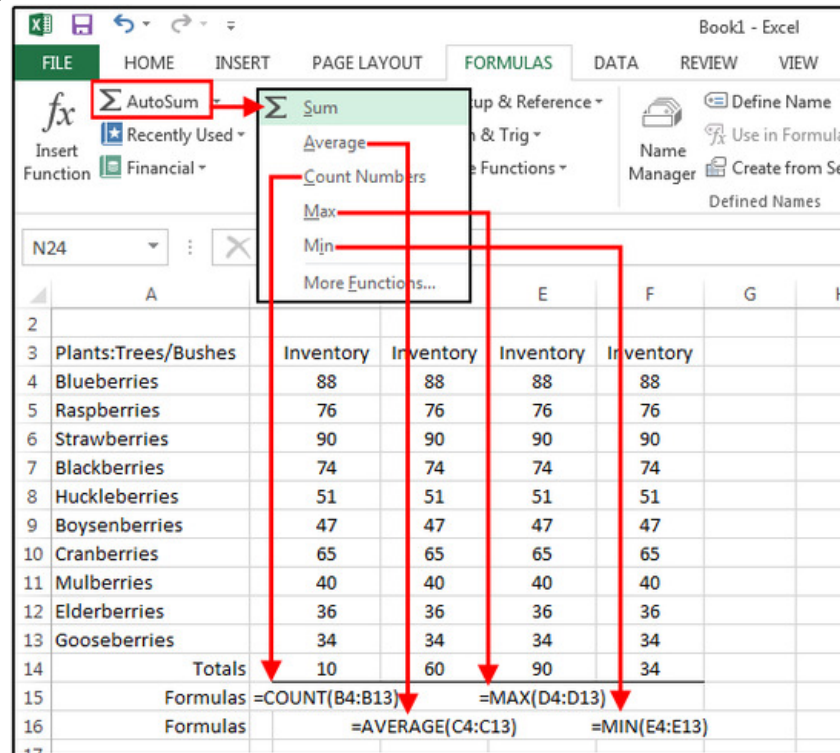 Book1 - Excel
FILE HOME INSERT PAGE LAYOUT FORMULAS DATA REVIEW VIEW
fx
Insert
Function
Σ AutoSum
Recently Used
Financial
Σ Sum
Average
Count Numbers
Max
Min
More Functions...
& Reference
& Trig
Functions
Name
Manager
Define Name
Use in
Create from
Defined Names
N24
A E F G
2
3 Plants:Trees/Bushes Inventory Inventory Inventory Inventory
4 Blueberries 88 88 88 88
5 Raspberries 76 76 76 76
6 Strawberries 90 90 90 90
7 Blackberries 74 74 74 74
8 Huckleberries 51 51 51 51
9 Boysenberries 47 47 47 47
10 Cranberries 65 65 65 65
11 Mulberries 40 40 40 40
12 Elderberries 36 36 36 36
13 Gooseberries 34 34 34 34
14 Totals 10 60 90 34
15 Formulas =COUNT(B4:B13) =MAX(D4:D13)
16 Formulas =AVERAGE(C4:C13) =MIN(E4:E13)